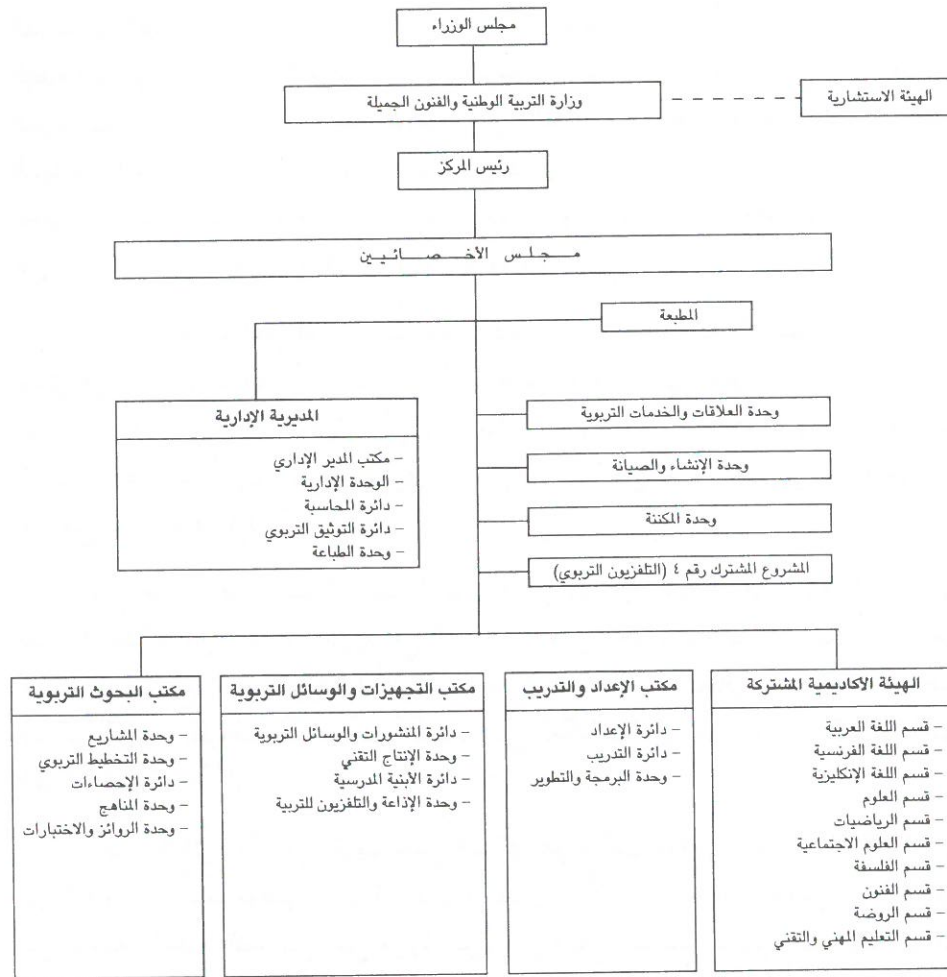 مجلس الوزراء
وزارة التربية الوطنية والفنون الجميلة
الهيئة الاستشارية
رئيس المركز
مـجـلـس الأخـصـائـيـين
المطبعة
المديرية الإدارية
– مكتب المدير الإداري
– الوحدة الإدارية
– دائرة المحاسبة
– دائرة التوثيق التربوي
– وحدة الطباعة
وحدة العلاقات والخدمات التربوية
وحدة الإنشاء والصيانة
وحدة المكننة
المشروع المشترك رقم ٤ (التلفزيون التربوي)
الهيئة الاكاديمية المشتركة
– قسم اللغة العربية
– قسم اللغة الفرنسية
– قسم اللغة الإنكليزية
– قسم العلوم
– قسم الرياضيات
– قسم العلوم الاجتماعية
– قسم الفلسفة
– قسم الفنون
– قسم الروضة
– قسم التعليم المهني والتقني
مكتب الإعداد والتدريب
– دائرة الإعداد
– دائرة التدريب
– وحدة البرمجة والتطوير
مكتب التجهيزات والوسائل التربوية
– دائرة المنشورات والوسائل التربوية
– وحدة الإنتاج التقني
– دائرة الأبنية المدرسية
– وحدة الإذاعة والتلفزيون للتربية
مكتب البحوث التربوية
– وحدة المشاريع
– وحدة التخطيط التربوي
– دائرة الإحصاءات
– وحدة المناهج
– وحدة الروائز والاختبارات